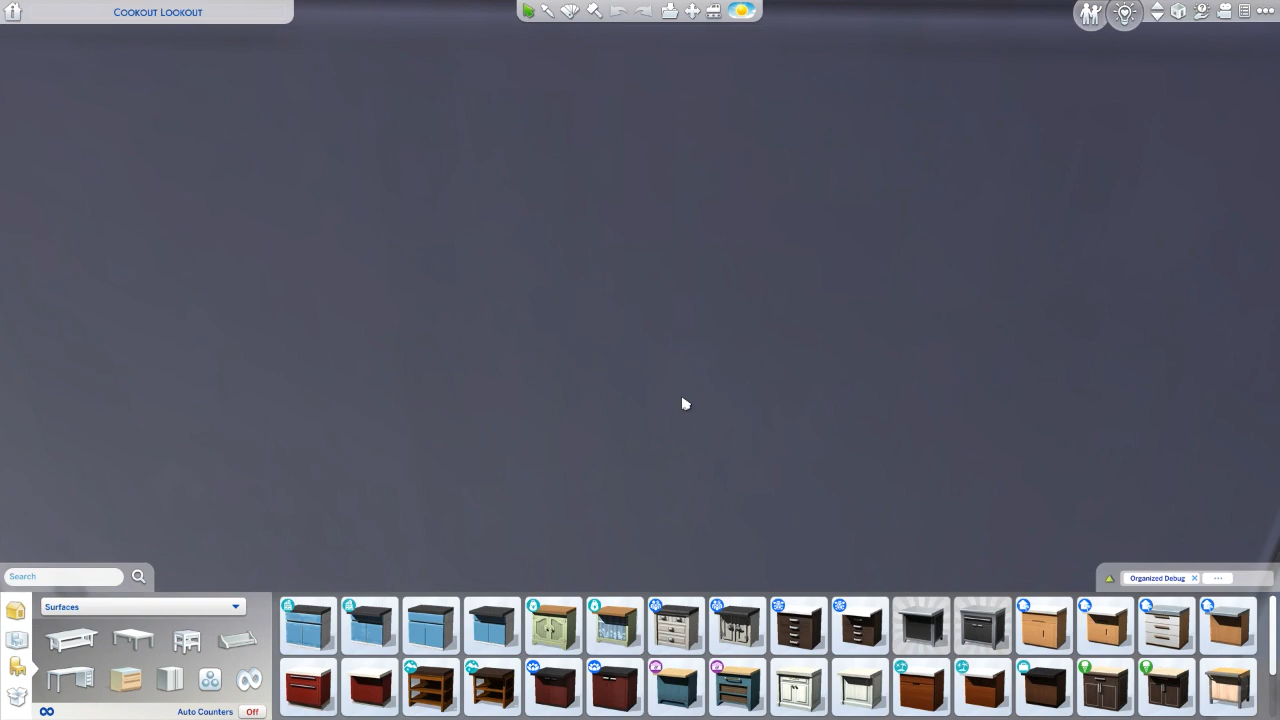 Cookout Lookout
Search
Organized Debug
Surfaces
Auto Counters Off